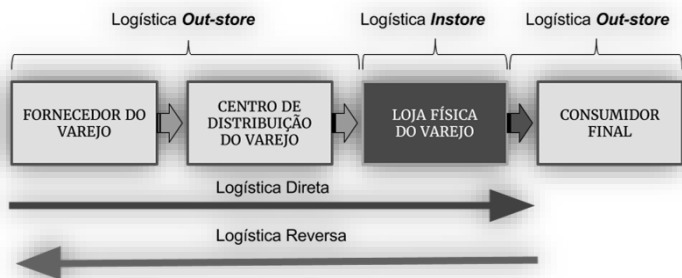 Logística Out-store
Logística Instore
Logística Out-store
FORNECEDOR DO
VAREJO
CENTRO DE
DISTRIBUIÇÃO
DO VAREJO
LOJA FÍSICA
DO VAREJO
CONSUMIDOR
FINAL
Logística Direta
Logística Reversa